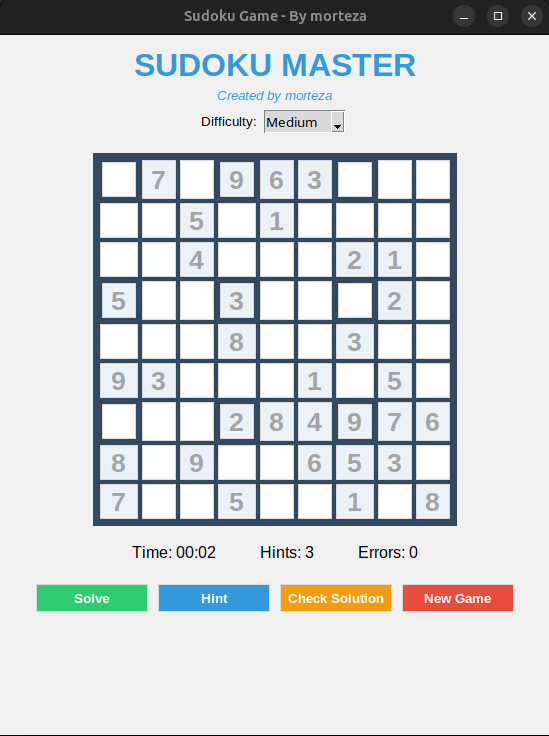 Sudoku Game - By morteza
SUDOKU MASTER
Created by morteza
Difficulty: Medium
7 9 6 3
5 1
4 2 1
5 3 2
8 3
9 3 1 5
2 8 4 9 7 6
8 9 6 5 3
7 5 1 8
Time: 00:02 Hints: 3 Errors: 0
Solve Hint Check Solution New Game